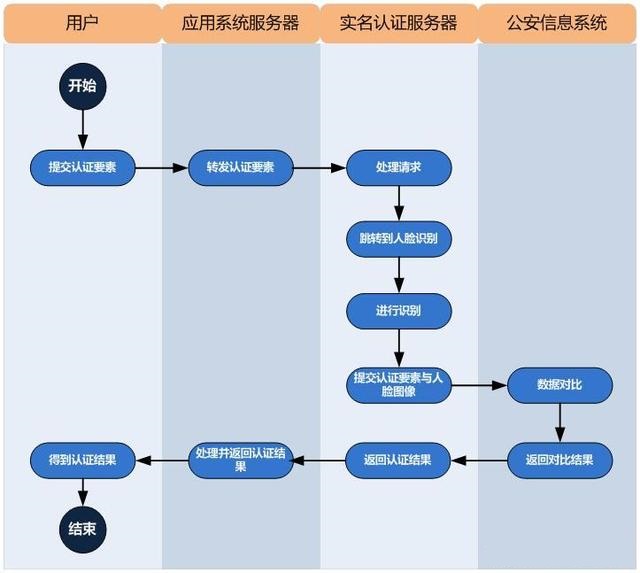 用户
应用系统服务器
实名认证服务器
公安信息系统
开始
提交认证要素
转发认证要素
处理请求
跳转到人脸识别
进行识别
提交认证要素与人
脸图像
数据对比
得到认证结果
处理并返回认证结
果
返回认证结果
返回对比结果
结束